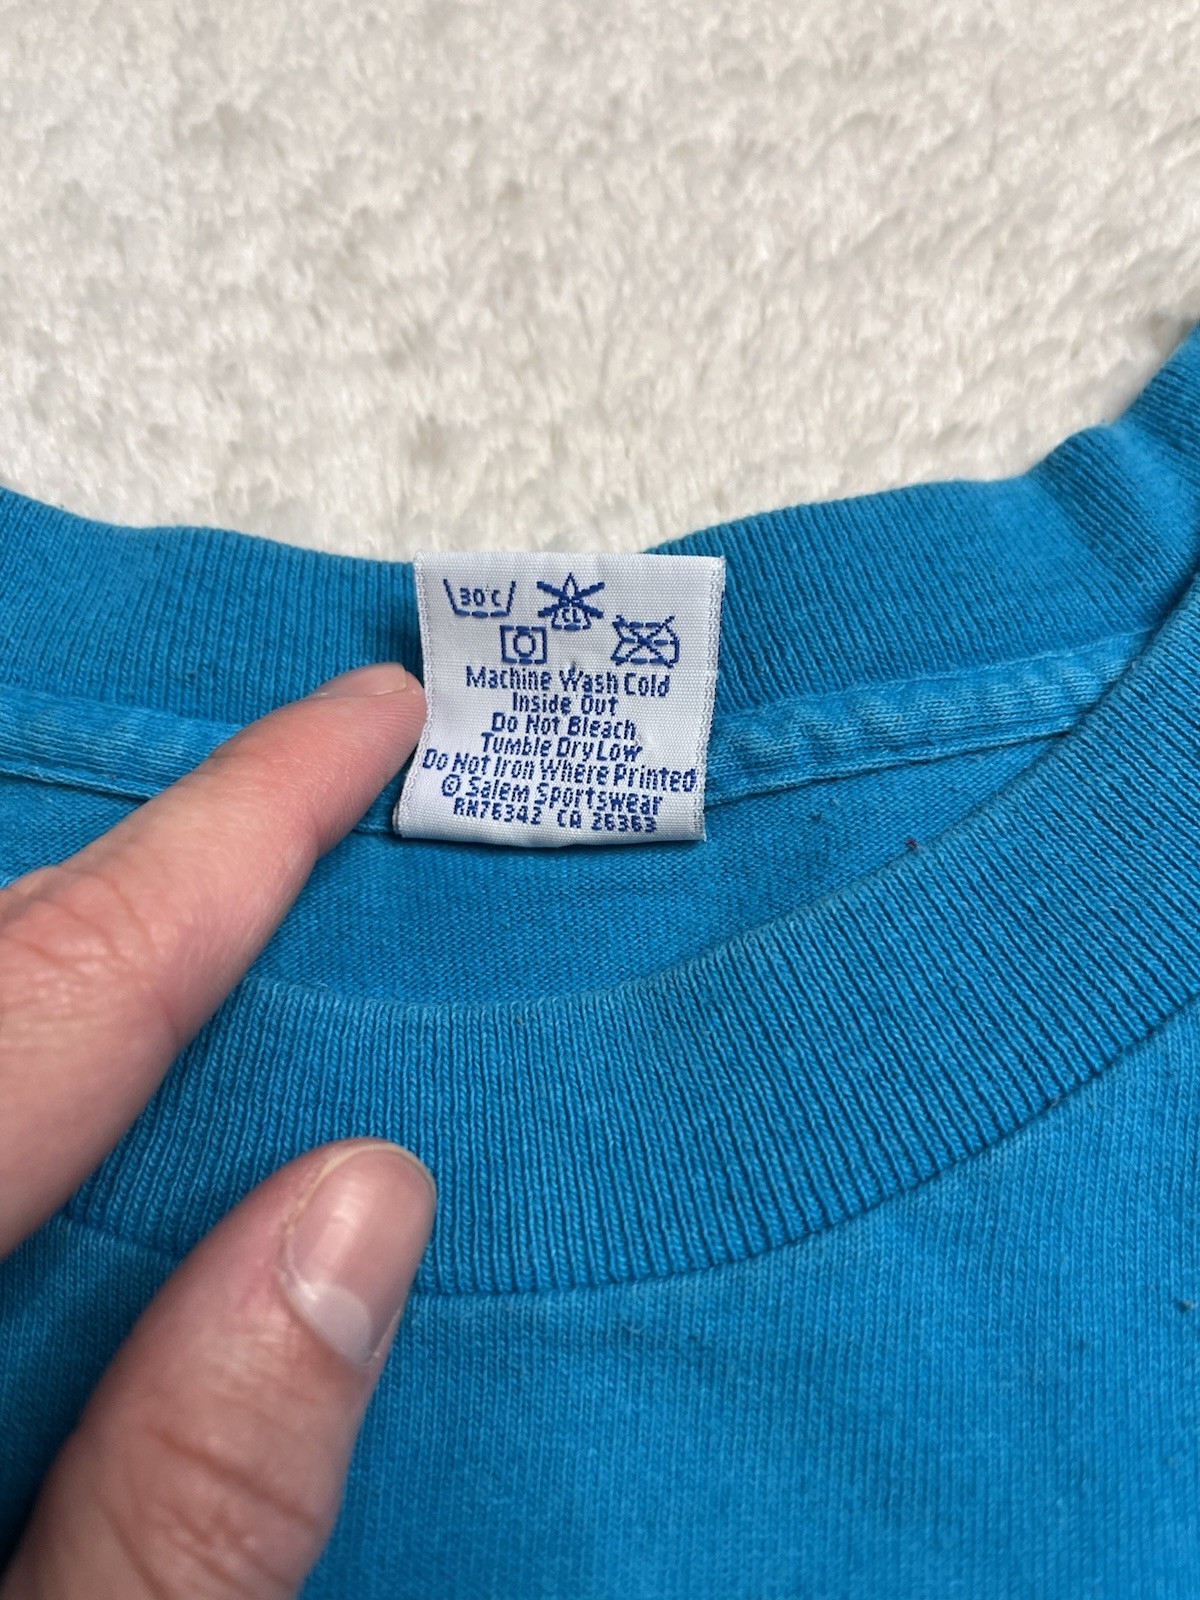 30°C
CL
Machine Wash Cold
Inside Out
Do Not Bleach
Tumble Dry Low
Do Not Iron Where Printed
© Salem Sportswear
RN76342 CA 26363